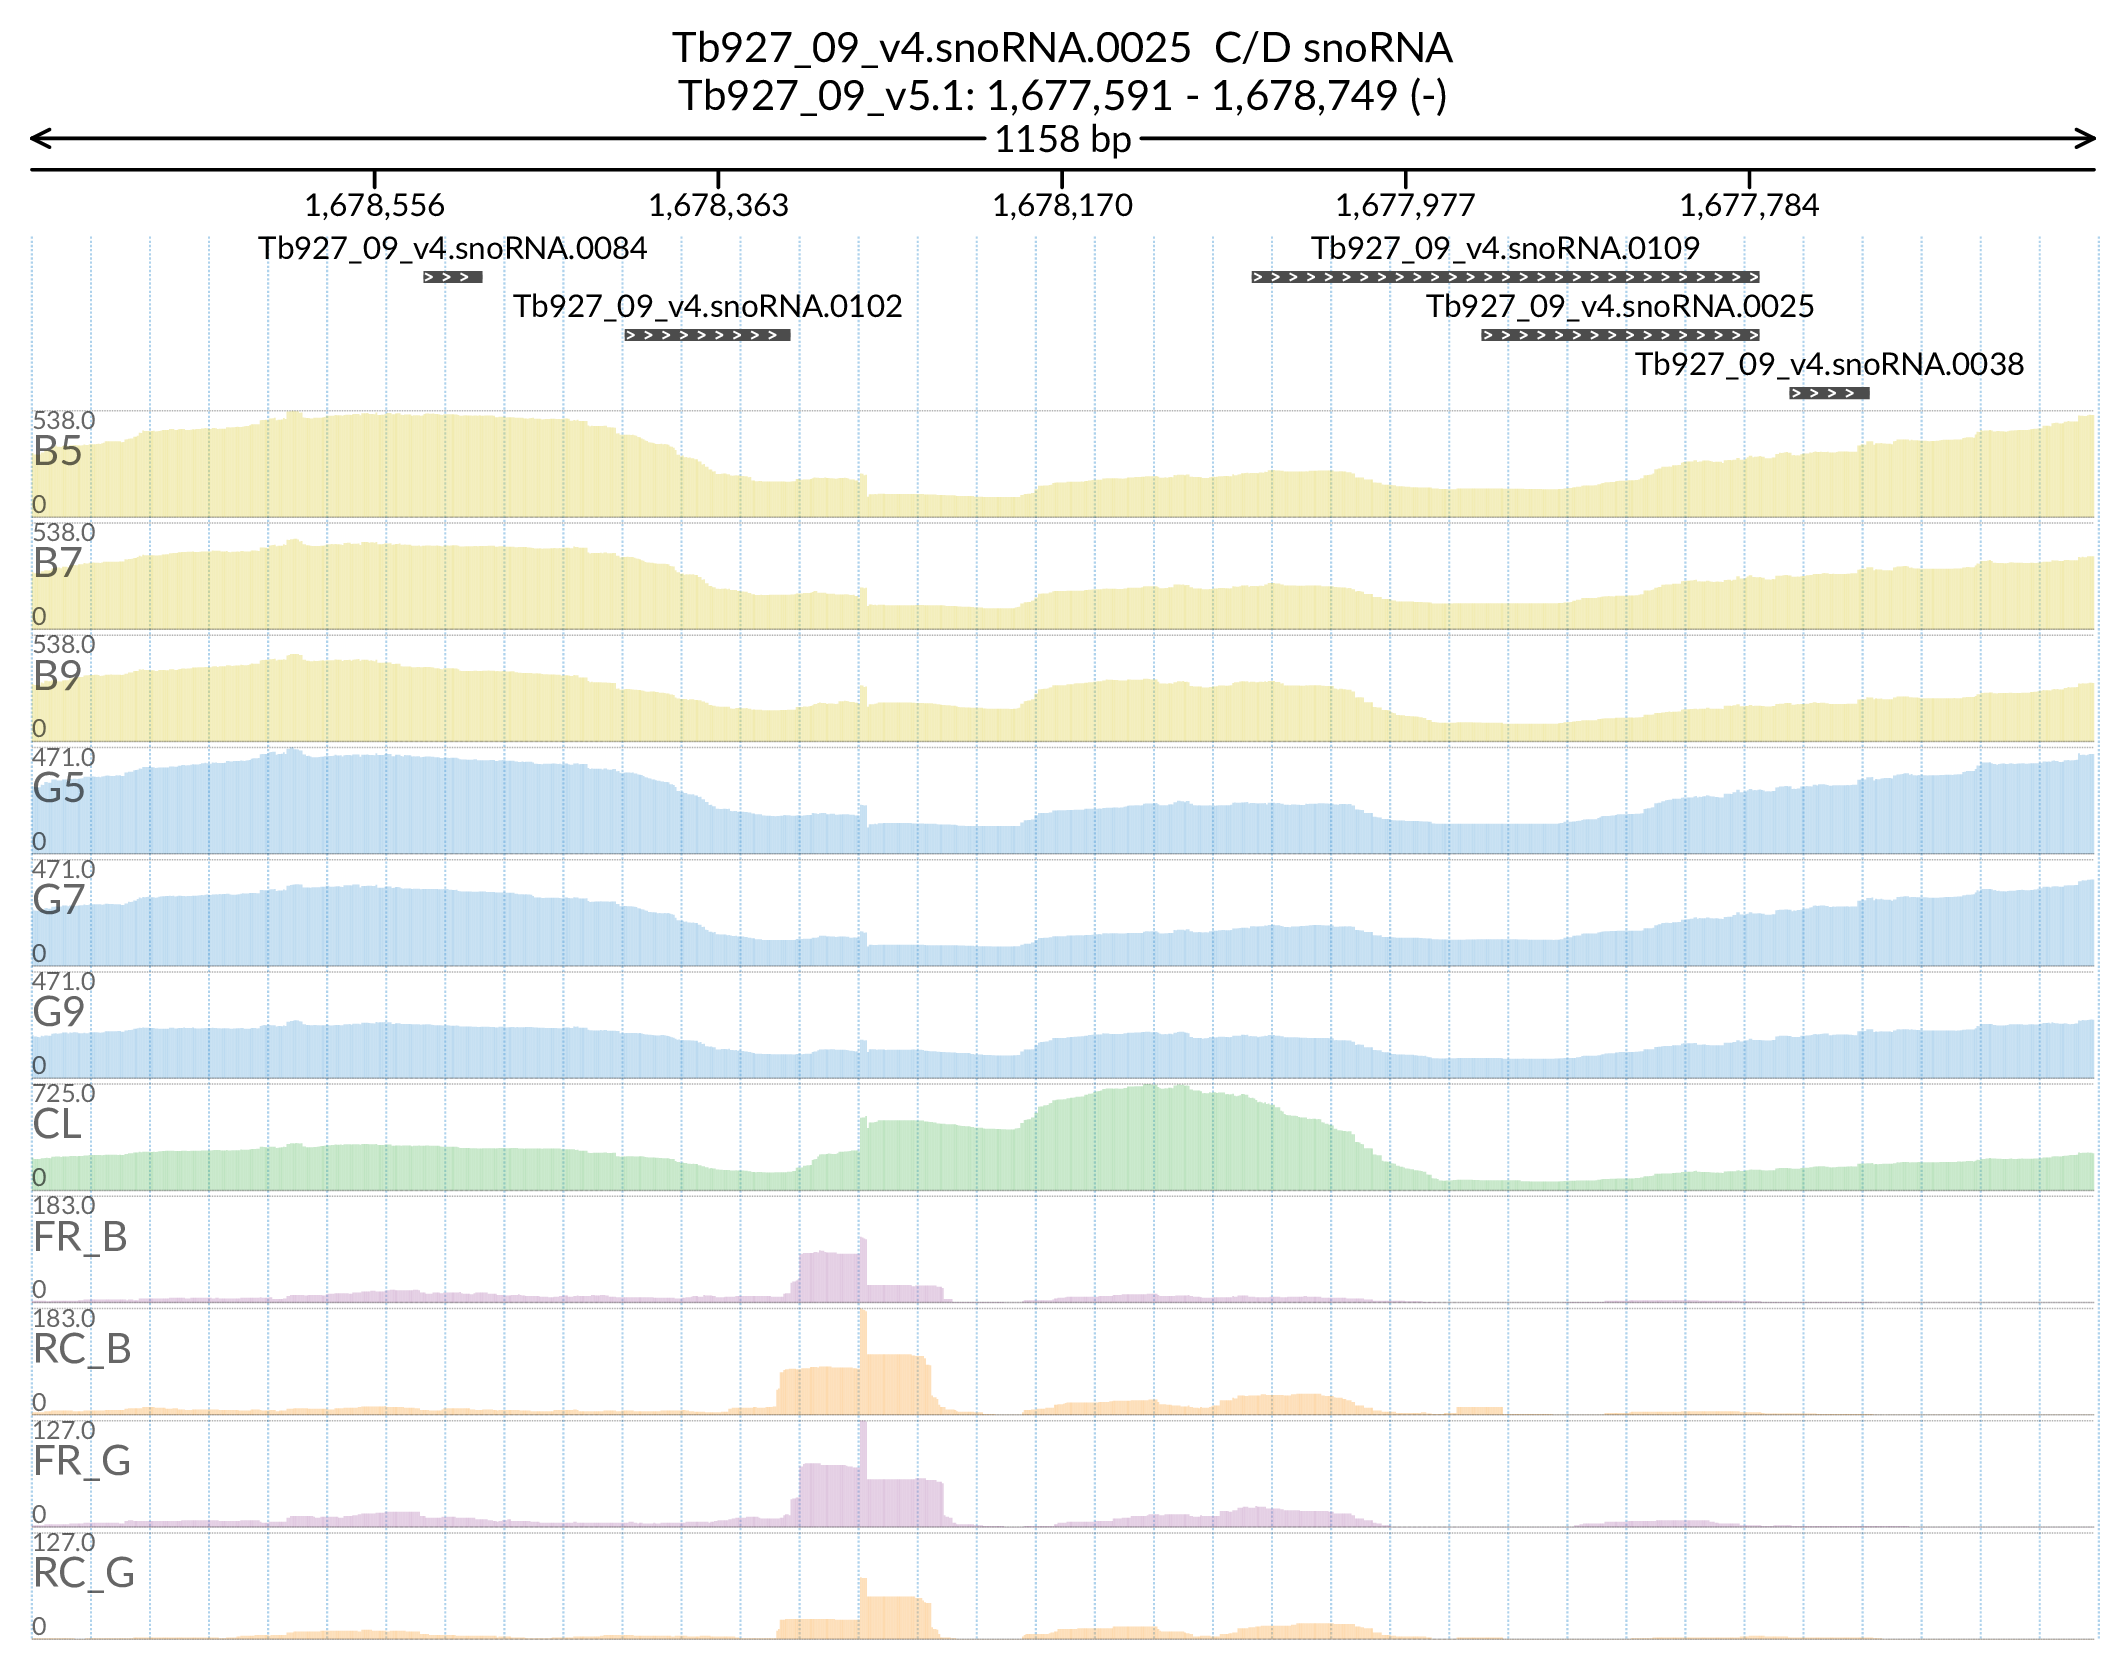 Tb927_09_v4.snoRNA.0025  C/D snoRNA
Tb927_09_v5.1: 1,677,591 - 1,678,749 (-)
1158 bp
1,678,556 1,678,363 1,678,170 1,677,977 1,677,784
Tb927_09_v4.snoRNA.0084 Tb927_09_v4.snoRNA.0109
Tb927_09_v4.snoRNA.0102 Tb927_09_v4.snoRNA.0025
Tb927_09_v4.snoRNA.0038
538.0
B5
0
538.0
B7
0
538.0
B9
0
471.0
G5
0
471.0
G7
0
471.0
G9
0
725.0
CL
0
183.0
FR_B
0
183.0
RC_B
0
127.0
FR_G
0
127.0
RC_G
0